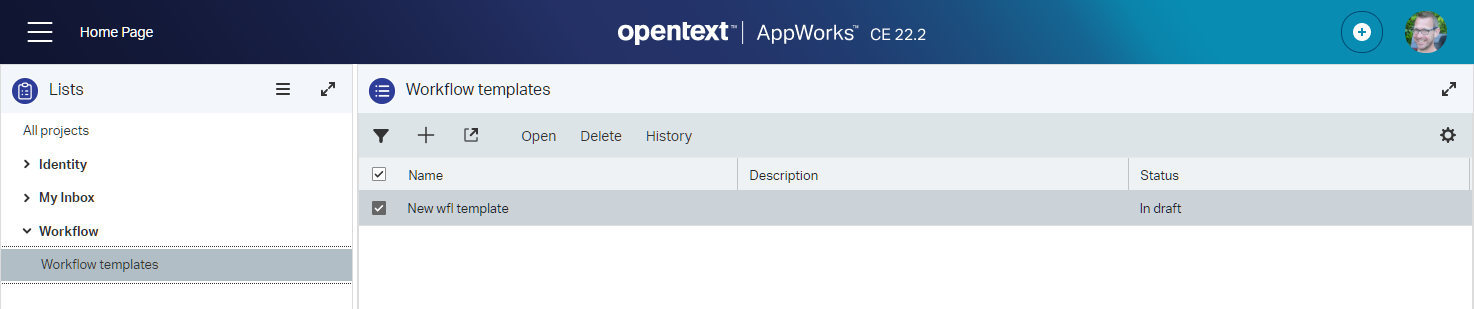 Home Page
opentext™ | AppWorks™ CE 22.2
Lists
All projects
Identity
My Inbox
Workflow
Workflow templates
Workflow templates
Open Delete History
Name Description Status
New wfl template In draft